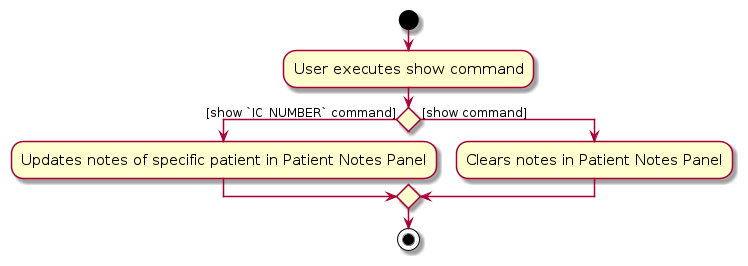 User executes show command
[show `IC_NUMBER` command]
[show command]
Updates notes of specific patient in Patient Notes Panel
Clears notes in Patient Notes Panel